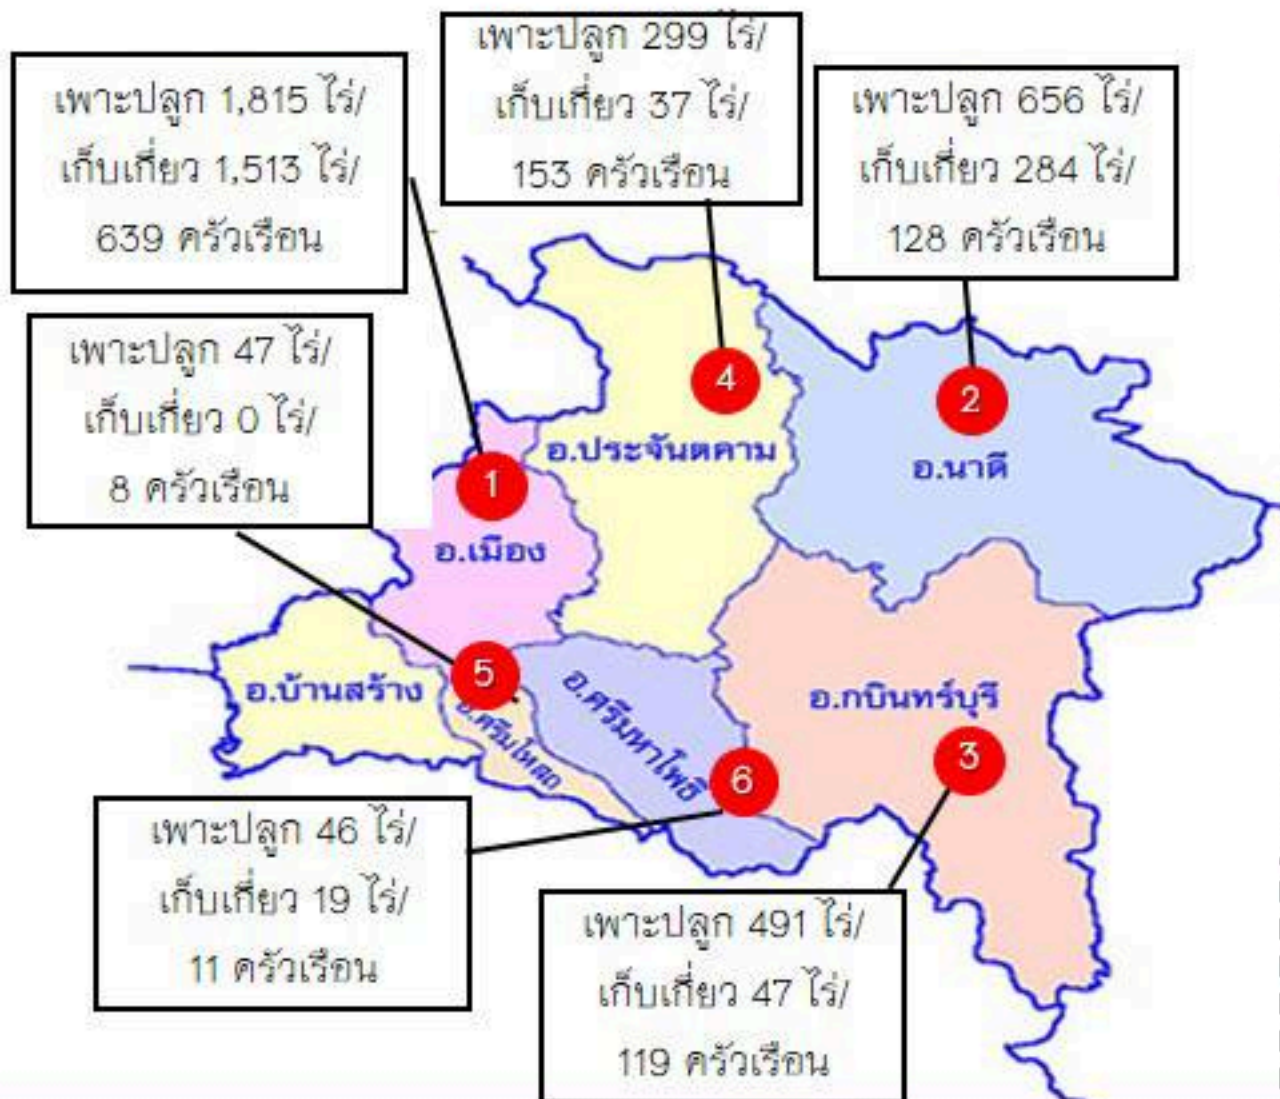 เพาะปลูก 299 ไร่/
เก็บเกี่ยว 37 ไร่/
153 ครัวเรือน
เพาะปลูก 1,815 ไร่/
เก็บเกี่ยว 1,513 ไร่/
639 ครัวเรือน
เพาะปลูก 656 ไร่/
เก็บเกี่ยว 284 ไร่/
128 ครัวเรือน
เพาะปลูก 47 ไร่/
เก็บเกี่ยว 0 ไร่/
8 ครัวเรือน
4
2
อ.ประจันตคาม
อ.นาดี
1
อ.เมือง
5
อ.บ้านสร้าง
อ.ศรีมโหสถ
อ.ศรีมหาโพธิ
อ.กบินทร์บุรี
3
6
เพาะปลูก 46 ไร่/
เก็บเกี่ยว 19 ไร่/
11 ครัวเรือน
เพาะปลูก 491 ไร่/
เก็บเกี่ยว 47 ไร่/
119 ครัวเรือน